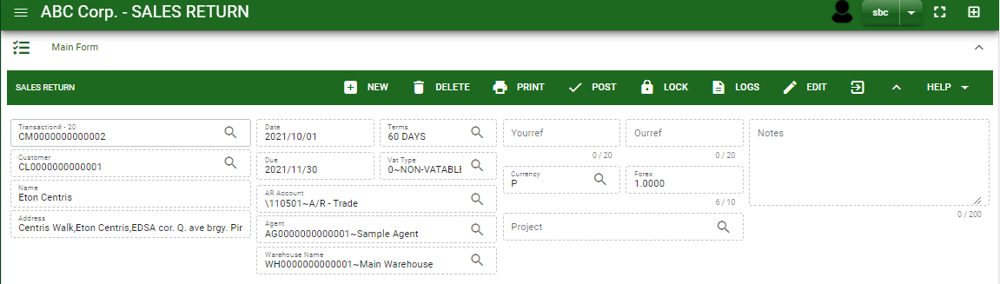 ABC Corp. - SALES RETURN
sbc
Main Form
SALES RETURN
NEW
DELETE
PRINT
POST
LOCK
LOGS
EDIT
HELP
Transaction# - 20
CM0000000000002
Customer
CL0000000000001
Name
Eton Centris
Address
Centris Walk,Eton Centris,EDSA cor. Q. ave brgy. Pir
Date
2021/10/01
Terms
60 DAYS
Due
2021/11/30
Vat Type
0~NON-VATABLE
AR Account
\110501~A/R - Trade
Agent
AG0000000000001~Sample Agent
Warehouse Name
WH0000000000001~Main Warehouse
Yourref
0 / 20
Ourref
0 / 20
Currency
P
Forex
1.0000
6 / 10
Project
Notes
0 / 200